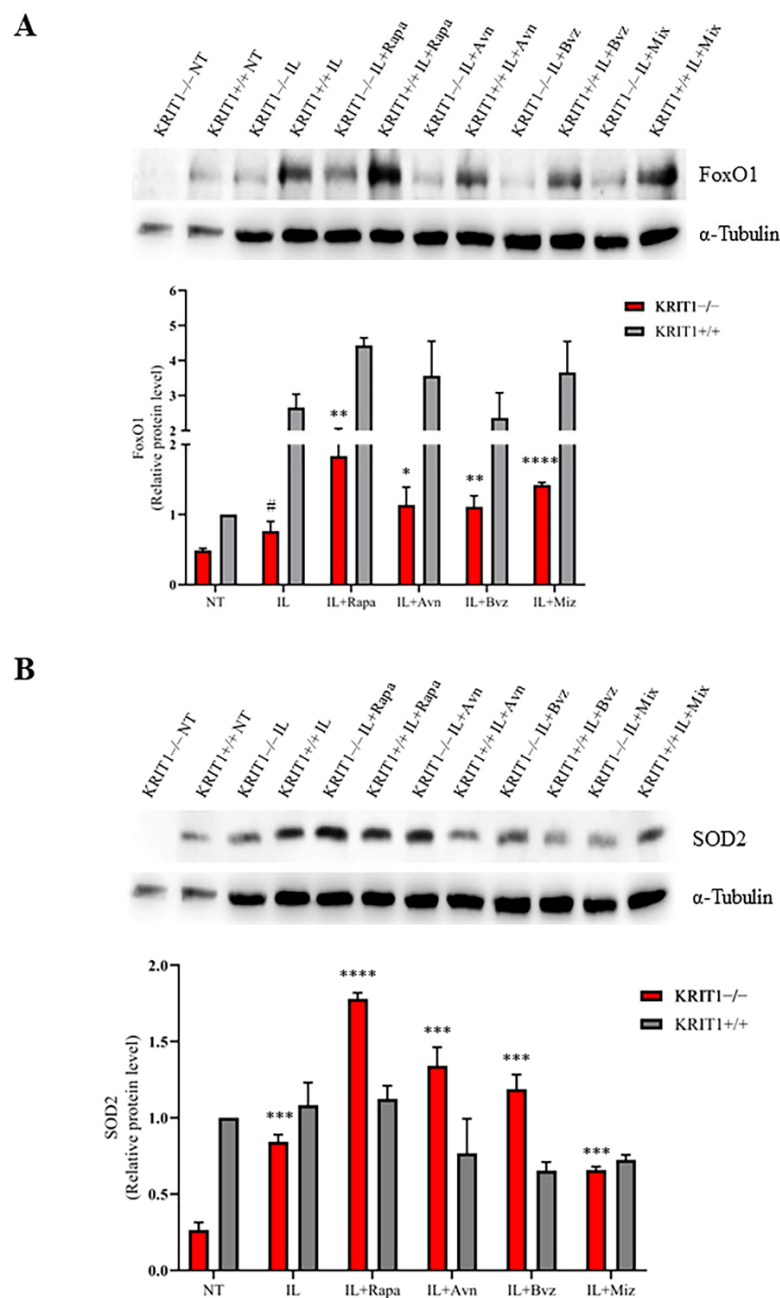 A
KRIT1−/− NT
KRIT1+/+ NT
KRIT1−/− IL
KRIT1+/+ IL
KRIT1−/− IL+Rapa
KRIT1+/+ IL+Rapa
KRIT1−/− IL+Avn
KRIT1+/+ IL+Avn
KRIT1−/− IL+Bvz
KRIT1+/+ IL+Bvz
KRIT1−/− IL+Mix
KRIT1+/+ IL+Mix
FoxO1
α-Tubulin
KRIT1−/−
KRIT1+/+
FoxO1
(Relative protein level)
6
5
4
3
2
2
1
0
#
**
*
**
****
NT IL IL+Rapa IL+Avn IL+Bvz IL+Miz
B
KRIT1−/− NT
KRIT1+/+ NT
KRIT1−/− IL
KRIT1+/+ IL
KRIT1−/− IL+Rapa
KRIT1+/+ IL+Rapa
KRIT1−/− IL+Avn
KRIT1+/+ IL+Avn
KRIT1−/− IL+Bvz
KRIT1+/+ IL+Bvz
KRIT1−/− IL+Mix
KRIT1+/+ IL+Mix
SOD2
α-Tubulin
KRIT1−/−
KRIT1+/+
SOD2
(Relative protein level)
2.0
1.5
1.0
0.5
0.0
***
****
***
***
***
NT IL IL+Rapa IL+Avn IL+Bvz IL+Miz